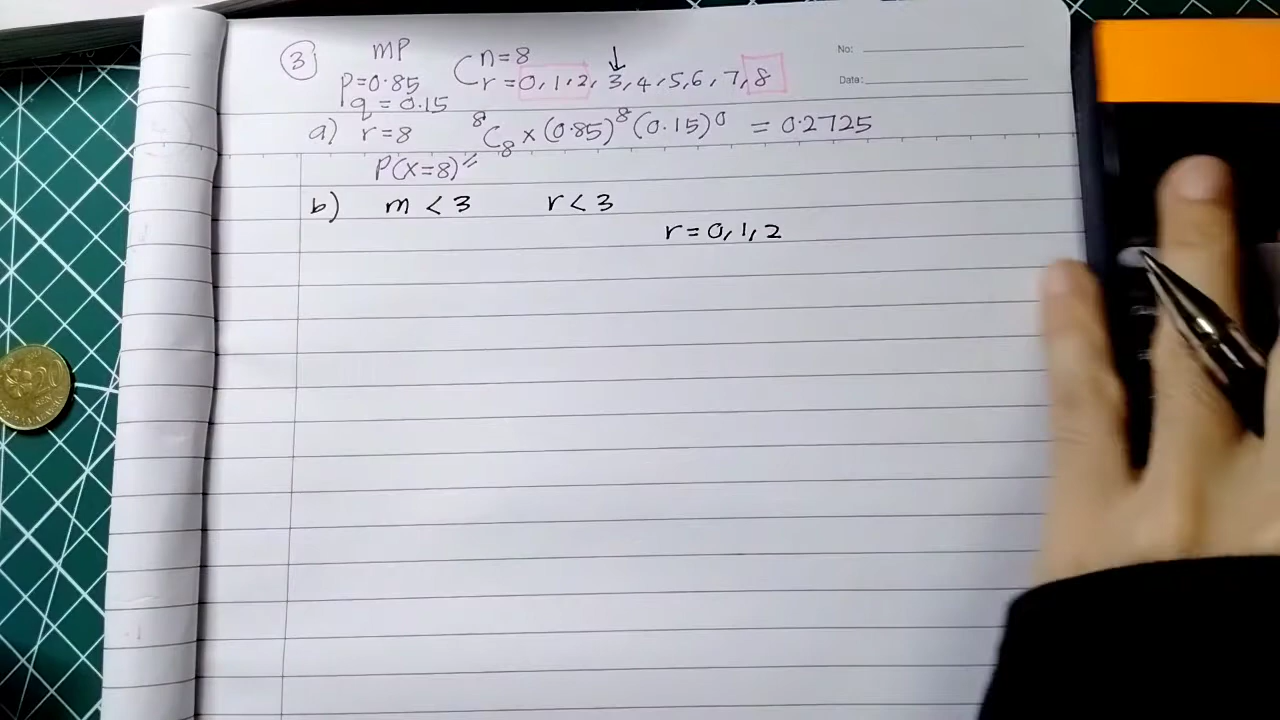 ③ MP n=8 No:
p=0.85 r=0,1,2,3,4,5,6,7,8 Date:
q=0.15
a) r=8 ⁸C₈×(0.85)⁸(0.15)⁰ = 0.2725
P(X=8)
b) m < 3 r < 3
r=0,1,2
20